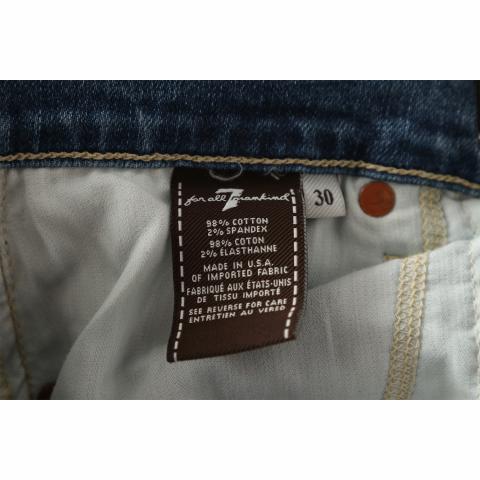 for all 7 mankind
30
98% COTTON
2% SPANDEX
98% COTON
2% ÉLASTHANNE
MADE IN U.S.A.
OF IMPORTED FABRIC
FABRIQUÉ AUX ÉTATS-UNIS
DE TISSU IMPORTÉ
SEE REVERSE FOR CARE
ENTRETIEN AU VERSO